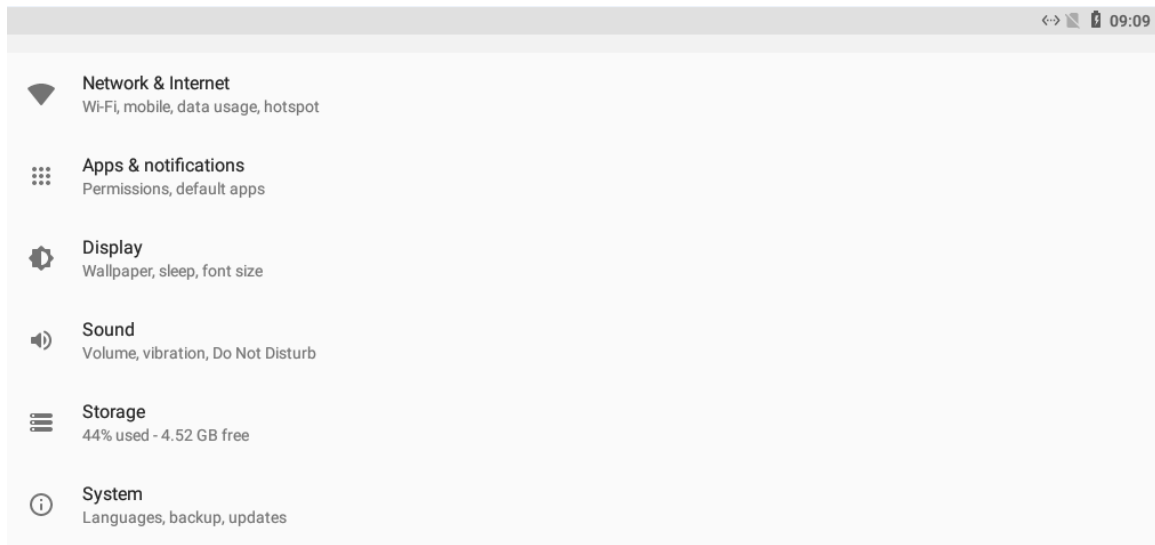 09:09
Network & Internet
Wi-Fi, mobile, data usage, hotspot
Apps & notifications
Permissions, default apps
Display
Wallpaper, sleep, font size
Sound
Volume, vibration, Do Not Disturb
Storage
44% used - 4.52 GB free
System
Languages, backup, updates